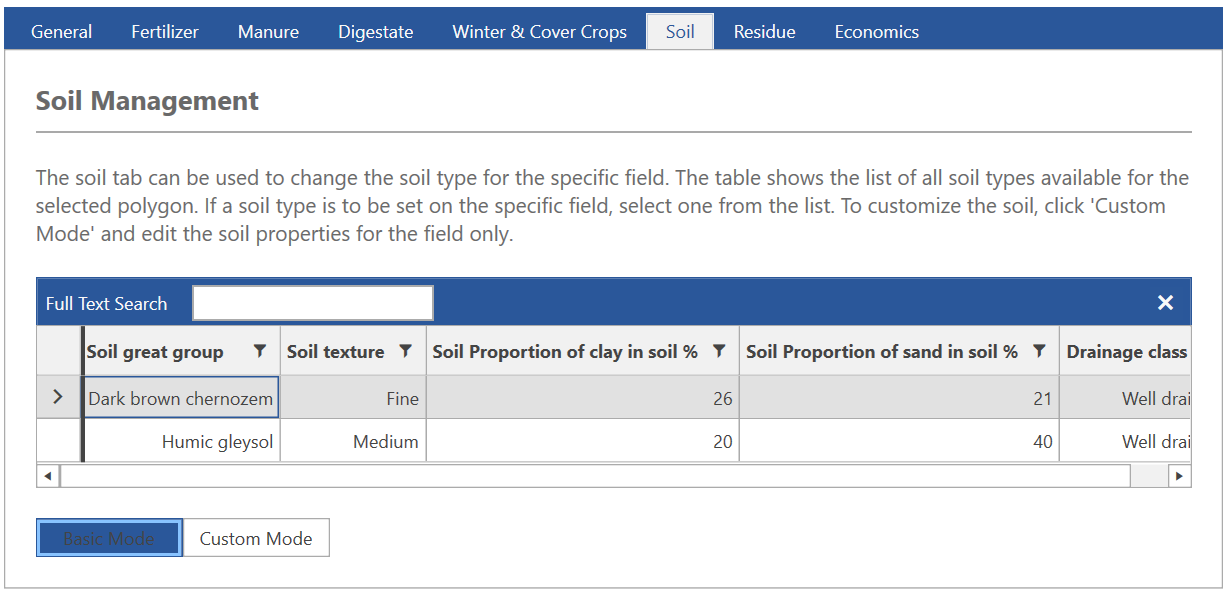 General Fertilizer Manure Digestate Winter & Cover Crops Soil Residue Economics
Soil Management
The soil tab can be used to change the soil type for the specific field. The table shows the list of all soil types available for the
selected polygon. If a soil type is to be set on the specific field, select one from the list. To customize the soil, click 'Custom
Mode' and edit the soil properties for the field only.
Full Text Search
Soil great group Soil texture Soil Proportion of clay in soil % Soil Proportion of sand in soil % Drainage class
Dark brown chernozem Fine 26 21 Well drai
Humic gleysol Medium 20 40 Well drai
Basic Mode Custom Mode